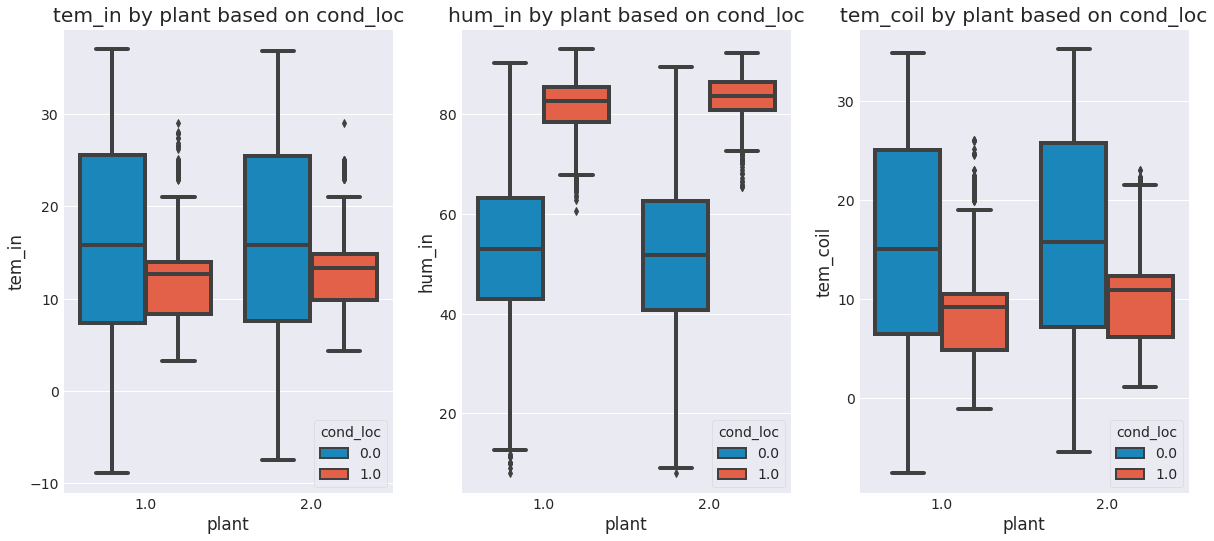 tem_in by plant based on cond_loc
30
20
10
0
−10
tem_in
1.0
2.0
plant
cond_loc
0.0
1.0
hum_in by plant based on cond_loc
80
60
40
20
hum_in
1.0
2.0
plant
cond_loc
0.0
1.0
tem_coil by plant based on cond_loc
30
20
10
0
tem_coil
1.0
2.0
plant
cond_loc
0.0
1.0